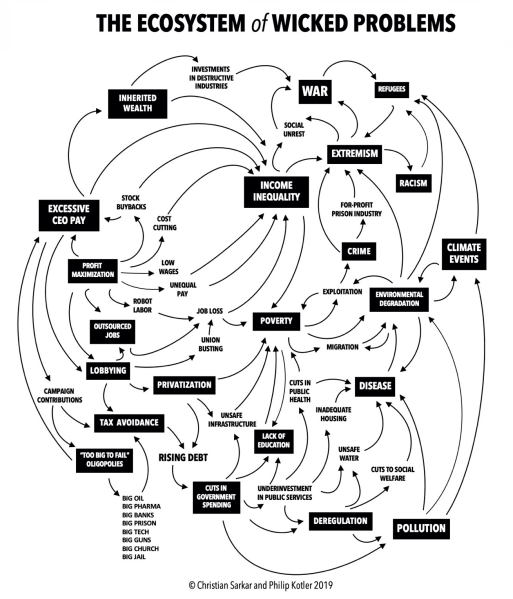 THE ECOSYSTEM of WICKED PROBLEMS
INVESTMENTS
IN DESTRUCTIVE
INDUSTRIES
WAR
REFUGEES
INHERITED
WEALTH
SOCIAL
UNREST
EXTREMISM
RACISM
INCOME
INEQUALITY
EXCESSIVE
CEO PAY
STOCK
BUYBACKS
COST
CUTTING
FOR-PROFIT
PRISON INDUSTRY
CRIME
CLIMATE
EVENTS
PROFIT
MAXIMIZATION
LOW
WAGES
UNEQUAL
PAY
EXPLOITATION
ENVIRONMENTAL
DEGRADATION
ROBOT
LABOR
JOB LOSS
POVERTY
OUTSOURCED
JOBS
UNION
BUSTING
MIGRATION
LOBBYING
PRIVATIZATION
CUTS IN
PUBLIC
HEALTH
DISEASE
CAMPAIGN
CONTRIBUTIONS
TAX AVOIDANCE
UNSAFE
INFRASTRUCTURE
INADEQUATE
HOUSING
LACK OF
EDUCATION
"TOO BIG TO FAIL"
OLIGOPOLIES
RISING DEBT
UNSAFE
WATER
CUTS TO SOCIAL
WELFARE
CUTS IN
GOVERNMENT
SPENDING
UNDERINVESTMENT
IN PUBLIC SERVICES
DEREGULATION
POLLUTION
BIG OIL
BIG PHARMA
BIG BANKS
BIG PRISON
BIG TECH
BIG GUNS
BIG CHURCH
BIG JAIL
© Christian Sarkar and Philip Kotler 2019